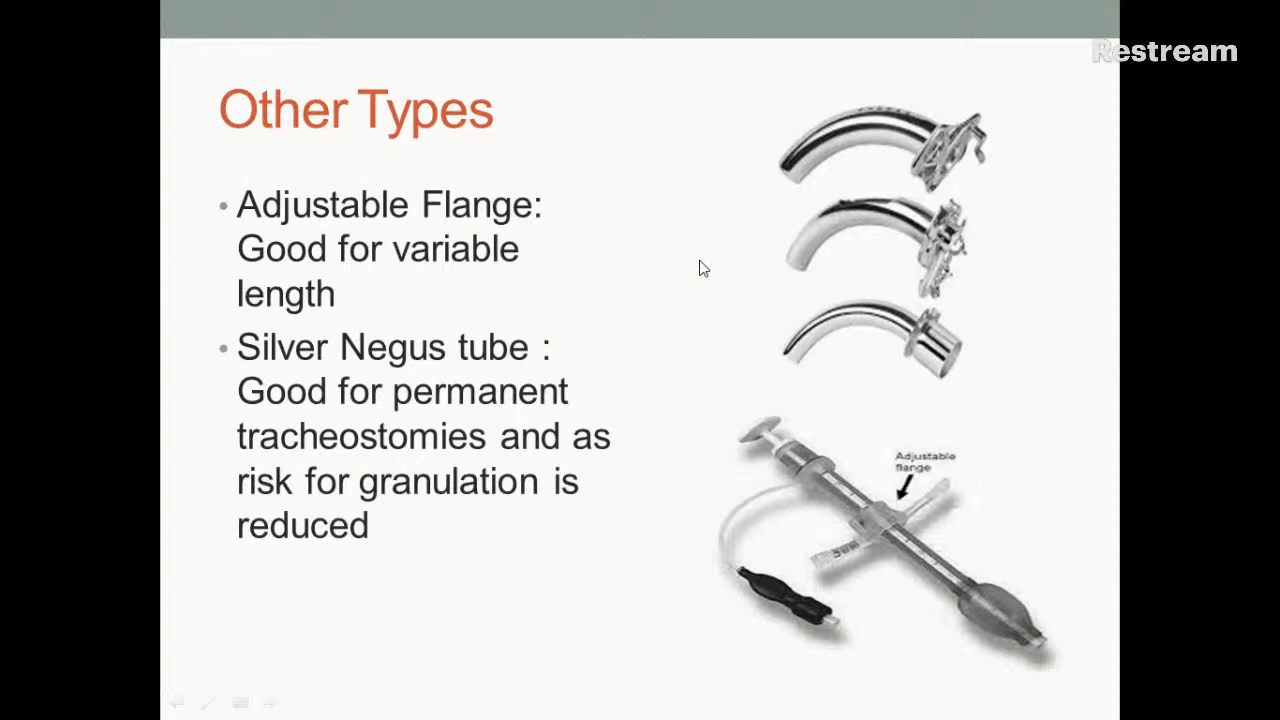 Restream
Other Types
• Adjustable Flange:
Good for variable
length
• Silver Negus tube :
Good for permanent
tracheostomies and as
risk for granulation is
reduced
Adjustable
flange